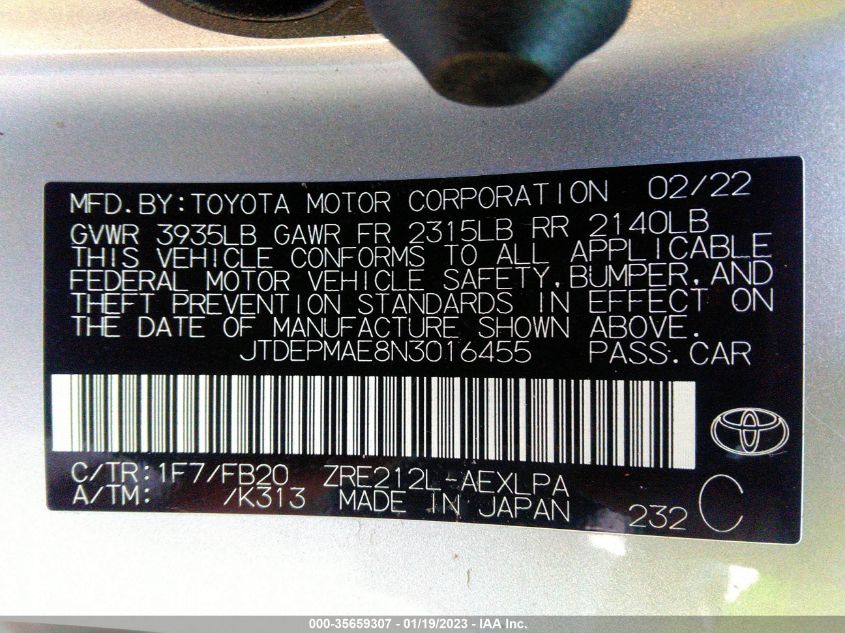 MFD.BY:TOYOTA MOTOR CORPORATION 02/22
GVWR 3935LB GAWR FR 2315LB RR 2140LB
THIS VEHICLE CONFORMS TO ALL APPLICABLE
FEDERAL MOTOR VEHICLE SAFETY,BUMPER,AND
THEFT PREVENTION STANDARDS IN EFFECT ON
THE DATE OF MANUFACTURE SHOWN ABOVE.
JTDEPMAE8N3016455 PASS.CAR
C/TR:1F7/FB20 ZRE212L-AEXLPA
A/TM: /K313 MADE IN JAPAN 232 C
000-35659307 - 01/19/2023 - IAA Inc.